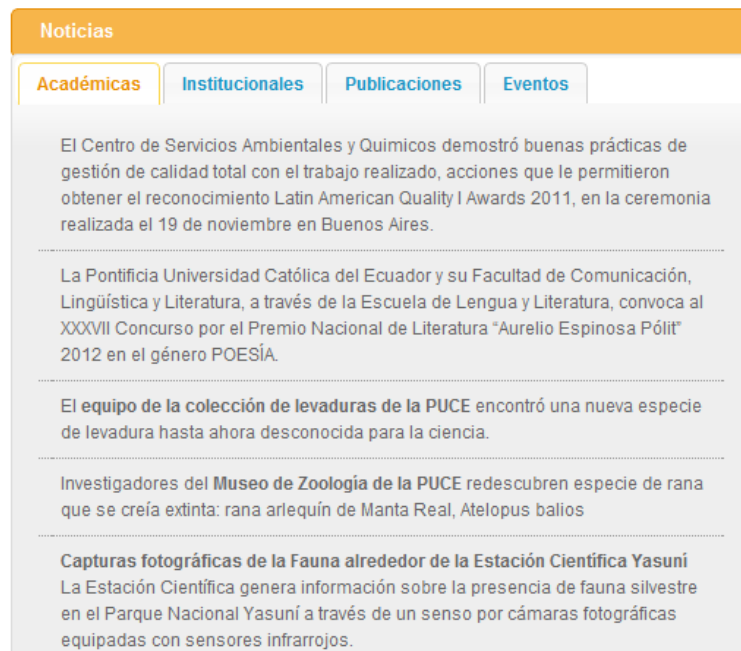 Noticias
Académicas Institucionales Publicaciones Eventos
El Centro de Servicios Ambientales y Quimicos demostró buenas prácticas de
gestión de calidad total con el trabajo realizado, acciones que le permitieron
obtener el reconocimiento Latin American Quality I Awards 2011, en la ceremonia
realizada el 19 de noviembre en Buenos Aires.
La Pontificia Universidad Católica del Ecuador y su Facultad de Comunicación,
Lingüística y Literatura, a través de la Escuela de Lengua y Literatura, convoca al
XXXVII Concurso por el Premio Nacional de Literatura “Aurelio Espinosa Pólit”
2012 en el género POESÍA.
El equipo de la colección de levaduras de la PUCE encontró una nueva especie
de levadura hasta ahora desconocida para la ciencia.
Investigadores del Museo de Zoología de la PUCE redescubren especie de rana
que se creía extinta: rana arlequín de Manta Real, Atelopus balios
Capturas fotográficas de la Fauna alrededor de la Estación Científica Yasuní
La Estación Científica genera información sobre la presencia de fauna silvestre
en el Parque Nacional Yasuní a través de un senso por cámaras fotográficas
equipadas con sensores infrarrojos.